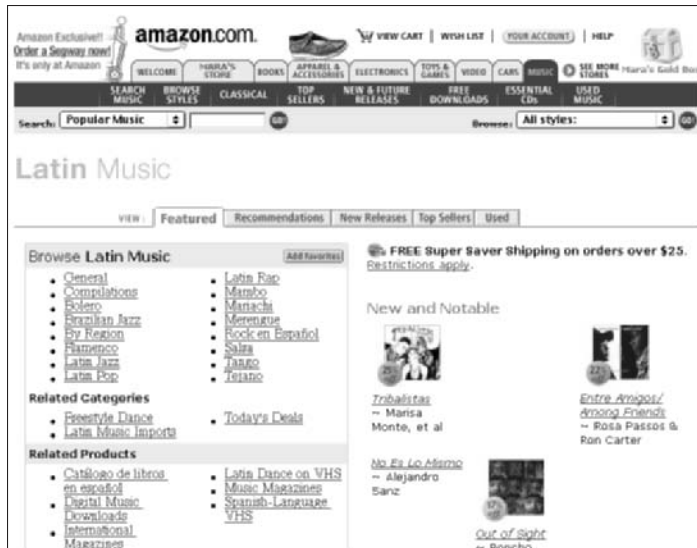 Amazon Exclusive!!
Order a Segway now!
It's only at Amazon
amazon.com.
VIEW CART | WISH LIST | YOUR ACCOUNT | HELP
WELCOME
MARA'S STORE
BOOKS
APPAREL & ACCESSORIES
ELECTRONICS
TOYS & GAMES
VIDEO
CARS
MUSIC
SEE MORE STORES
Mara's Gold Box
SEARCH MUSIC
BROWSE STYLES
CLASSICAL
TOP SELLERS
NEW & FUTURE RELEASES
FREE DOWNLOADS
ESSENTIAL CDs
USED MUSIC
Search: Popular Music GO!
Browse: All styles: GO!
Latin Music
VIEW: Featured Recommendations New Releases Top Sellers Used
Browse Latin Music
Add Favorites
General
Compilations
Bolero
Brazilian Jazz
By Region
Flamenco
Latin Jazz
Latin Pop
Latin Rap
Mambo
Mariachi
Merengue
Rock en Español
Salsa
Tango
Tejano
Related Categories
Freestyle Dance
Latin Music Imports
Today's Deals
Related Products
Catálogo de libros
en español
Digital Music
Downloads
International
Magazines
Latin Dance on VHS
Music Magazines
Spanish-Language
VHS
FREE Super Saver Shipping on orders over $25.
Restrictions apply.
New and Notable
Tribalistas
~ Marisa
Monte, et al
Entre Amigos/
Among Friends
~ Rosa Passos &
Ron Carter
No Es Lo Mismo
~ Alejandro
Sanz
Out of Sight
~ Poncho